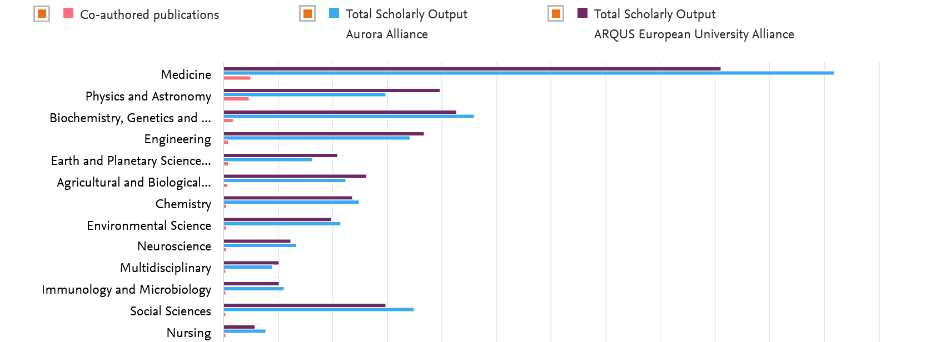 Co-authored publications
Total Scholarly Output
Aurora Alliance
Total Scholarly Output
ARQUS European University Alliance
Medicine
Physics and Astronomy
Biochemistry, Genetics and ...
Engineering
Earth and Planetary Science...
Agricultural and Biological...
Chemistry
Environmental Science
Neuroscience
Multidisciplinary
Immunology and Microbiology
Social Sciences
Nursing